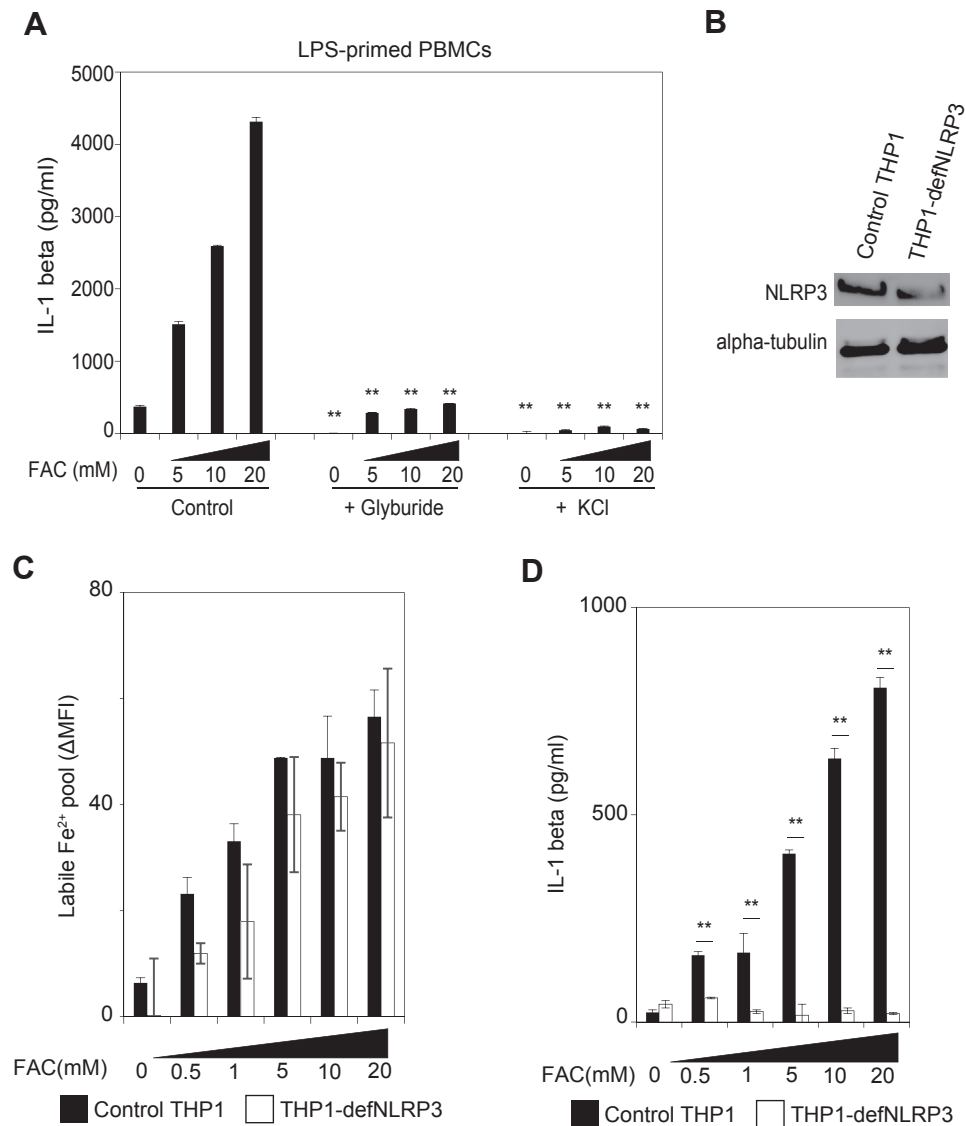 A
LPS-primed PBMCs
5000
4000
3000
2000
1000
0
IL-1 beta (pg/ml)
** ** ** ** ** ** ** **
FAC (mM) 0 5 10 20 0 5 10 20 0 5 10 20
Control + Glyburide + KCl
B
Control THP1
THP1-defNLRP3
NLRP3
alpha-tubulin
C
80
40
0
Labile Fe²⁺ pool (ΔMFI)
FAC(mM) 0 0.5 1 5 10 20
Control THP1 THP1-defNLRP3
D
1000
500
0
IL-1 beta (pg/ml)
** ** ** ** **
FAC(mM) 0 0.5 1 5 10 20
Control THP1 THP1-defNLRP3